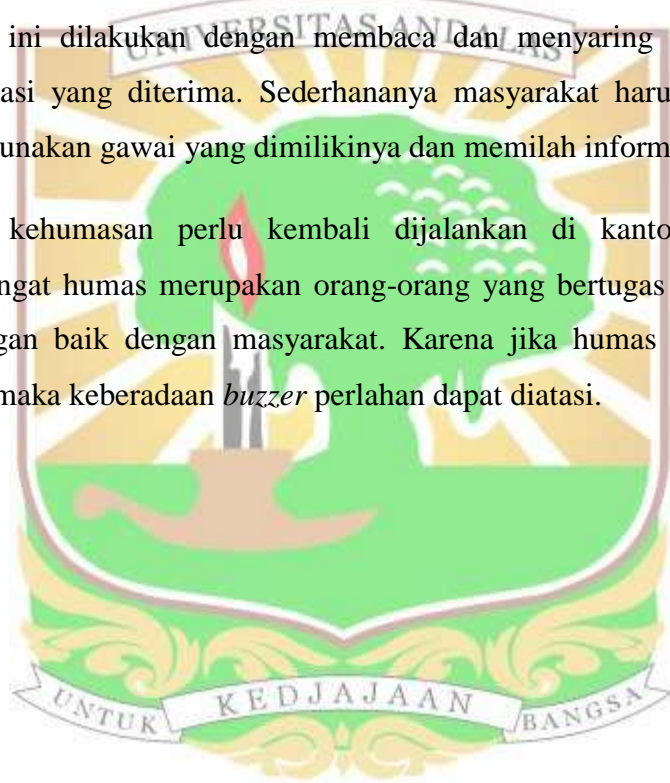 UNIVERSITAS ANDALAS
ini dilakukan dengan membaca dan menyaring
asi yang diterima. Sederhananya masyarakat haru
unakan gawai yang dimilikinya dan memilah inform
kehumasan perlu kembali dijalankan di kanto
ngat humas merupakan orang-orang yang bertugas
gan baik dengan masyarakat. Karena jika humas
maka keberadaan buzzer perlahan dapat diatasi.
UNTUK KEDJAJAAN BANGSA